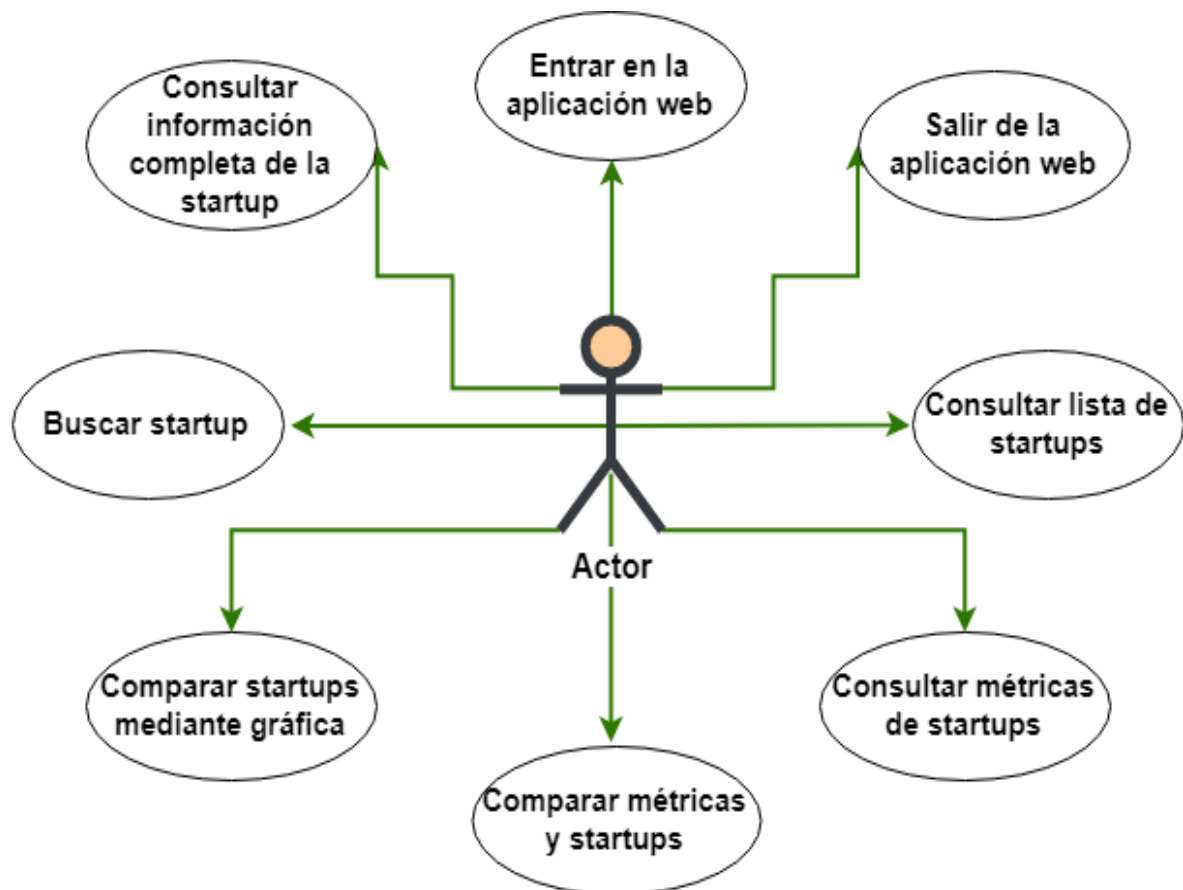 Consultar
información
completa de la
startup
Entrar en la
aplicación web
Salir de la
aplicación web
Buscar startup
Consultar lista de
startups
Actor
Comparar startups
mediante gráfica
Comparar métricas
y startups
Consultar métricas
de startups